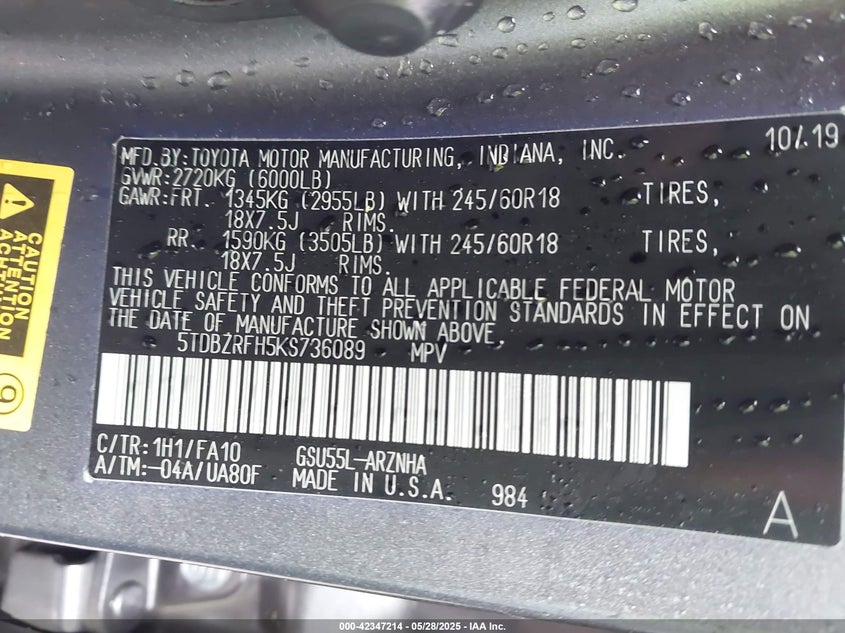 MFD.BY:TOYOTA MOTOR MANUFACTURING, INDIANA, INC. 10/19
GVWR:2720KG (6000LB)
GAWR:FRT. 1345KG (2955LB) WITH 245/60R18 TIRES,
18X7.5J RIMS.
RR. 1590KG (3505LB) WITH 245/60R18 TIRES,
18X7.5J RIMS.
THIS VEHICLE CONFORMS TO ALL APPLICABLE FEDERAL MOTOR
VEHICLE SAFETY AND THEFT PREVENTION STANDARDS IN EFFECT ON
THE DATE OF MANUFACTURE SHOWN ABOVE.
5TDBZRFH5KS736089 MPV
C/TR:1H1/FA10 GSU55L-ARZNHA
A/TM:-04A/UA80F MADE IN U.S.A. 984
A
CAUTION
ATTENTION
ACHTUNG
9
000-42347214 - 05/28/2025 - IAA Inc.